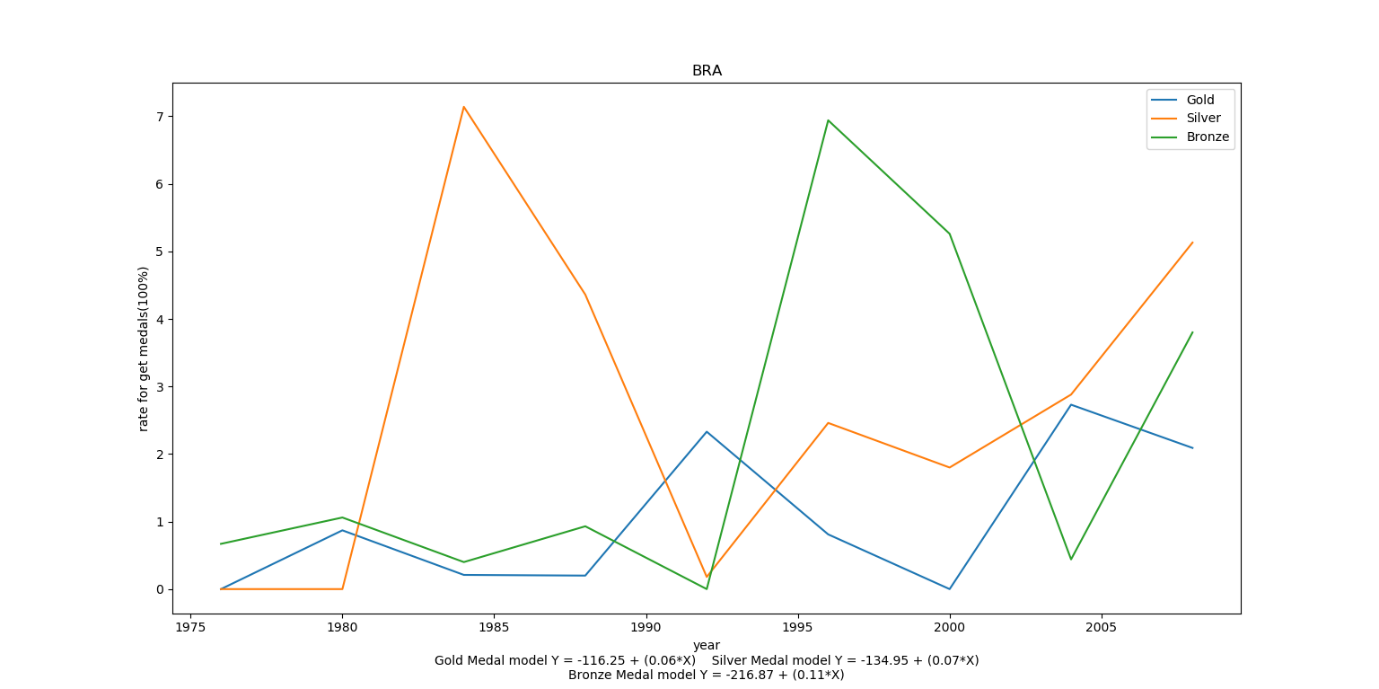 BRA
Gold
Silver
Bronze
7
6
5
4
3
2
1
0
rate for get medals(100%)
1975 1980 1985 1990 1995 2000 2005
year
Gold Medal model Y = -116.25 + (0.06*X) Silver Medal model Y = -134.95 + (0.07*X)
Bronze Medal model Y = -216.87 + (0.11*X)